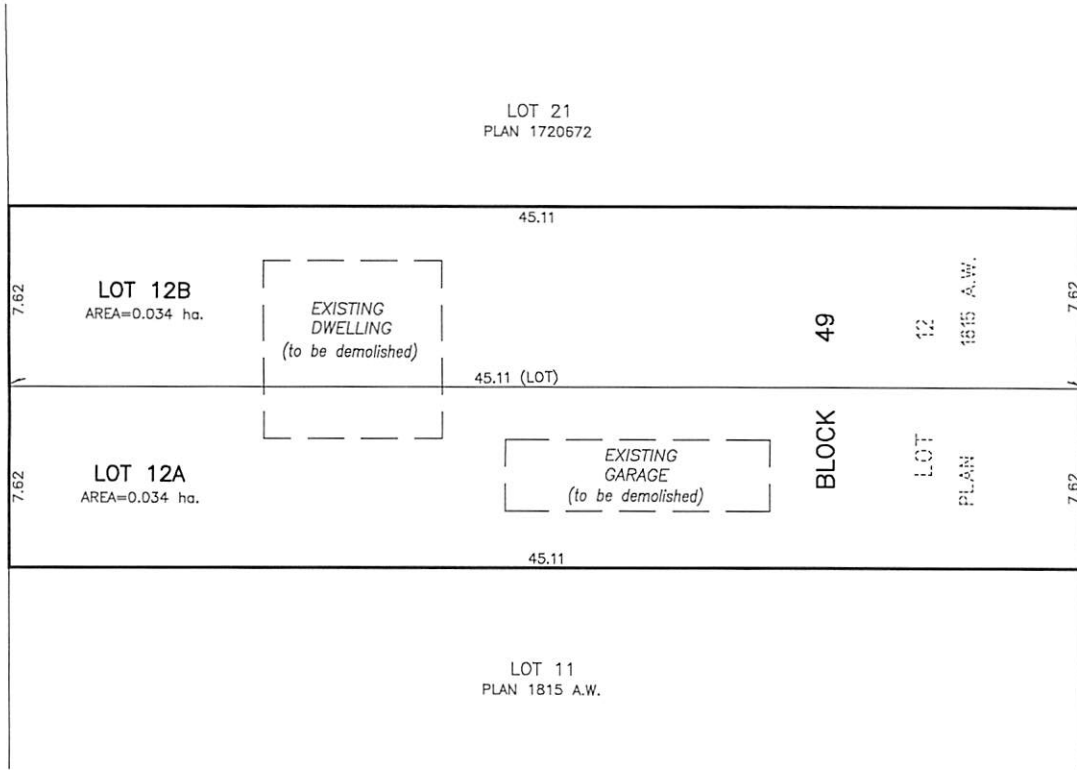 LOT 21
PLAN 1720672
45.11
7.62
LOT 12B
AREA=0.034 ha.
EXISTING
DWELLING
(to be demolished)
49
12
1815 A.W.
7.62
45.11 (LOT)
7.62
LOT 12A
AREA=0.034 ha.
EXISTING
GARAGE
(to be demolished)
BLOCK
LOT
PLAN
7.62
45.11
LOT 11
PLAN 1815 A.W.